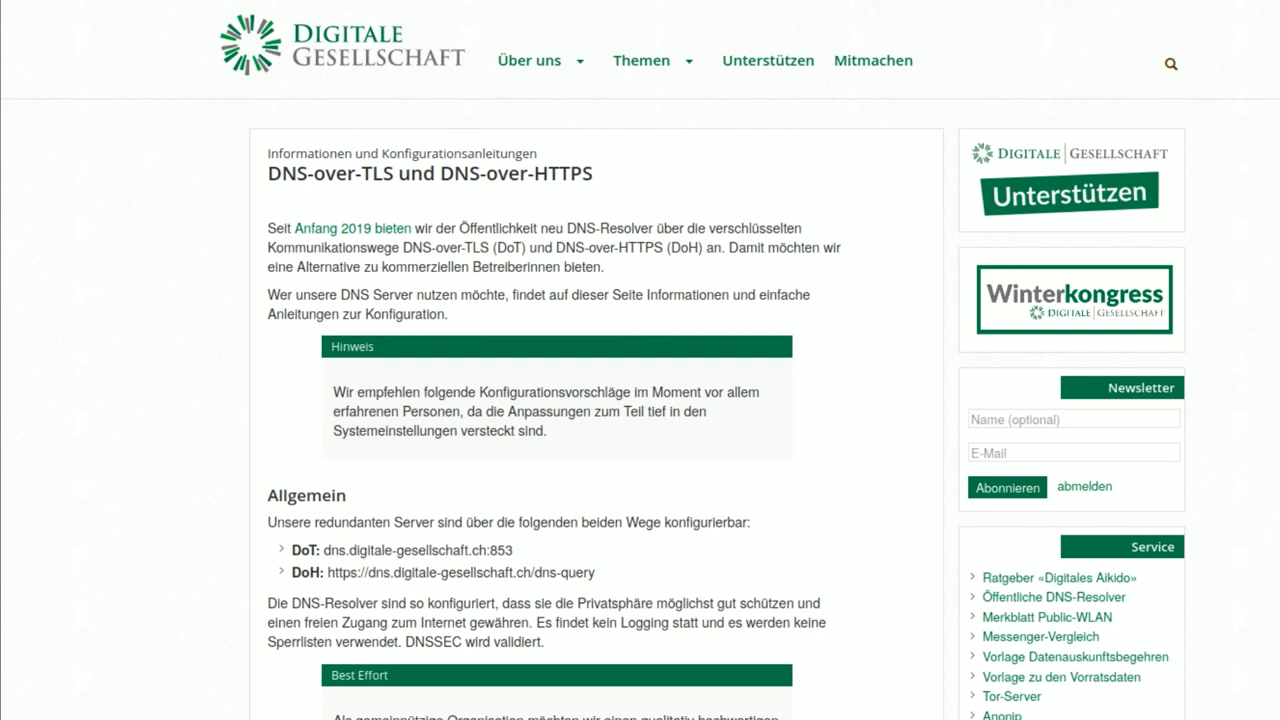 DIGITALE
GESELLSCHAFT
Über uns
Themen
Unterstützen
Mitmachen
Informationen und Konfigurationsanleitungen
DNS-over-TLS und DNS-over-HTTPS
Seit Anfang 2019 bieten wir der Öffentlichkeit neu DNS-Resolver über die verschlüsselten
Kommunikationswege DNS-over-TLS (DoT) und DNS-over-HTTPS (DoH) an. Damit möchten wir
eine Alternative zu kommerziellen Betreiberinnen bieten.
Wer unsere DNS Server nutzen möchte, findet auf dieser Seite Informationen und einfache
Anleitungen zur Konfiguration.
Hinweis
Wir empfehlen folgende Konfigurationsvorschläge im Moment vor allem
erfahrenen Personen, da die Anpassungen zum Teil tief in den
Systemeinstellungen versteckt sind.
Allgemein
Unsere redundanten Server sind über die folgenden beiden Wege konfigurierbar:
DoT: dns.digitale-gesellschaft.ch:853
DoH: https://dns.digitale-gesellschaft.ch/dns-query
Die DNS-Resolver sind so konfiguriert, dass sie die Privatsphäre möglichst gut schützen und
einen freien Zugang zum Internet gewähren. Es findet kein Logging statt und es werden keine
Sperrlisten verwendet. DNSSEC wird validiert.
Best Effort
Als gemeinnützige Organisation möchten wir einen qualitativ hochwertigen
DIGITALE GESELLSCHAFT
Unterstützen
Winterkongress
DIGITALE GESELLSCHAFT
Newsletter
Name (optional)
E-Mail
Abonnieren abmelden
Service
Ratgeber «Digitales Aikido»
Öffentliche DNS-Resolver
Merkblatt Public-WLAN
Messenger-Vergleich
Vorlage Datenauskunftsbegehren
Vorlage zu den Vorratsdaten
Tor-Server
Anonip